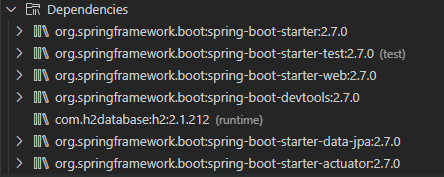 Dependencies
org.springframework.boot:spring-boot-starter:2.7.0
org.springframework.boot:spring-boot-starter-test:2.7.0 (test)
org.springframework.boot:spring-boot-starter-web:2.7.0
org.springframework.boot:spring-boot-devtools:2.7.0
com.h2database:h2:2.1.212 (runtime)
org.springframework.boot:spring-boot-starter-data-jpa:2.7.0
org.springframework.boot:spring-boot-starter-actuator:2.7.0